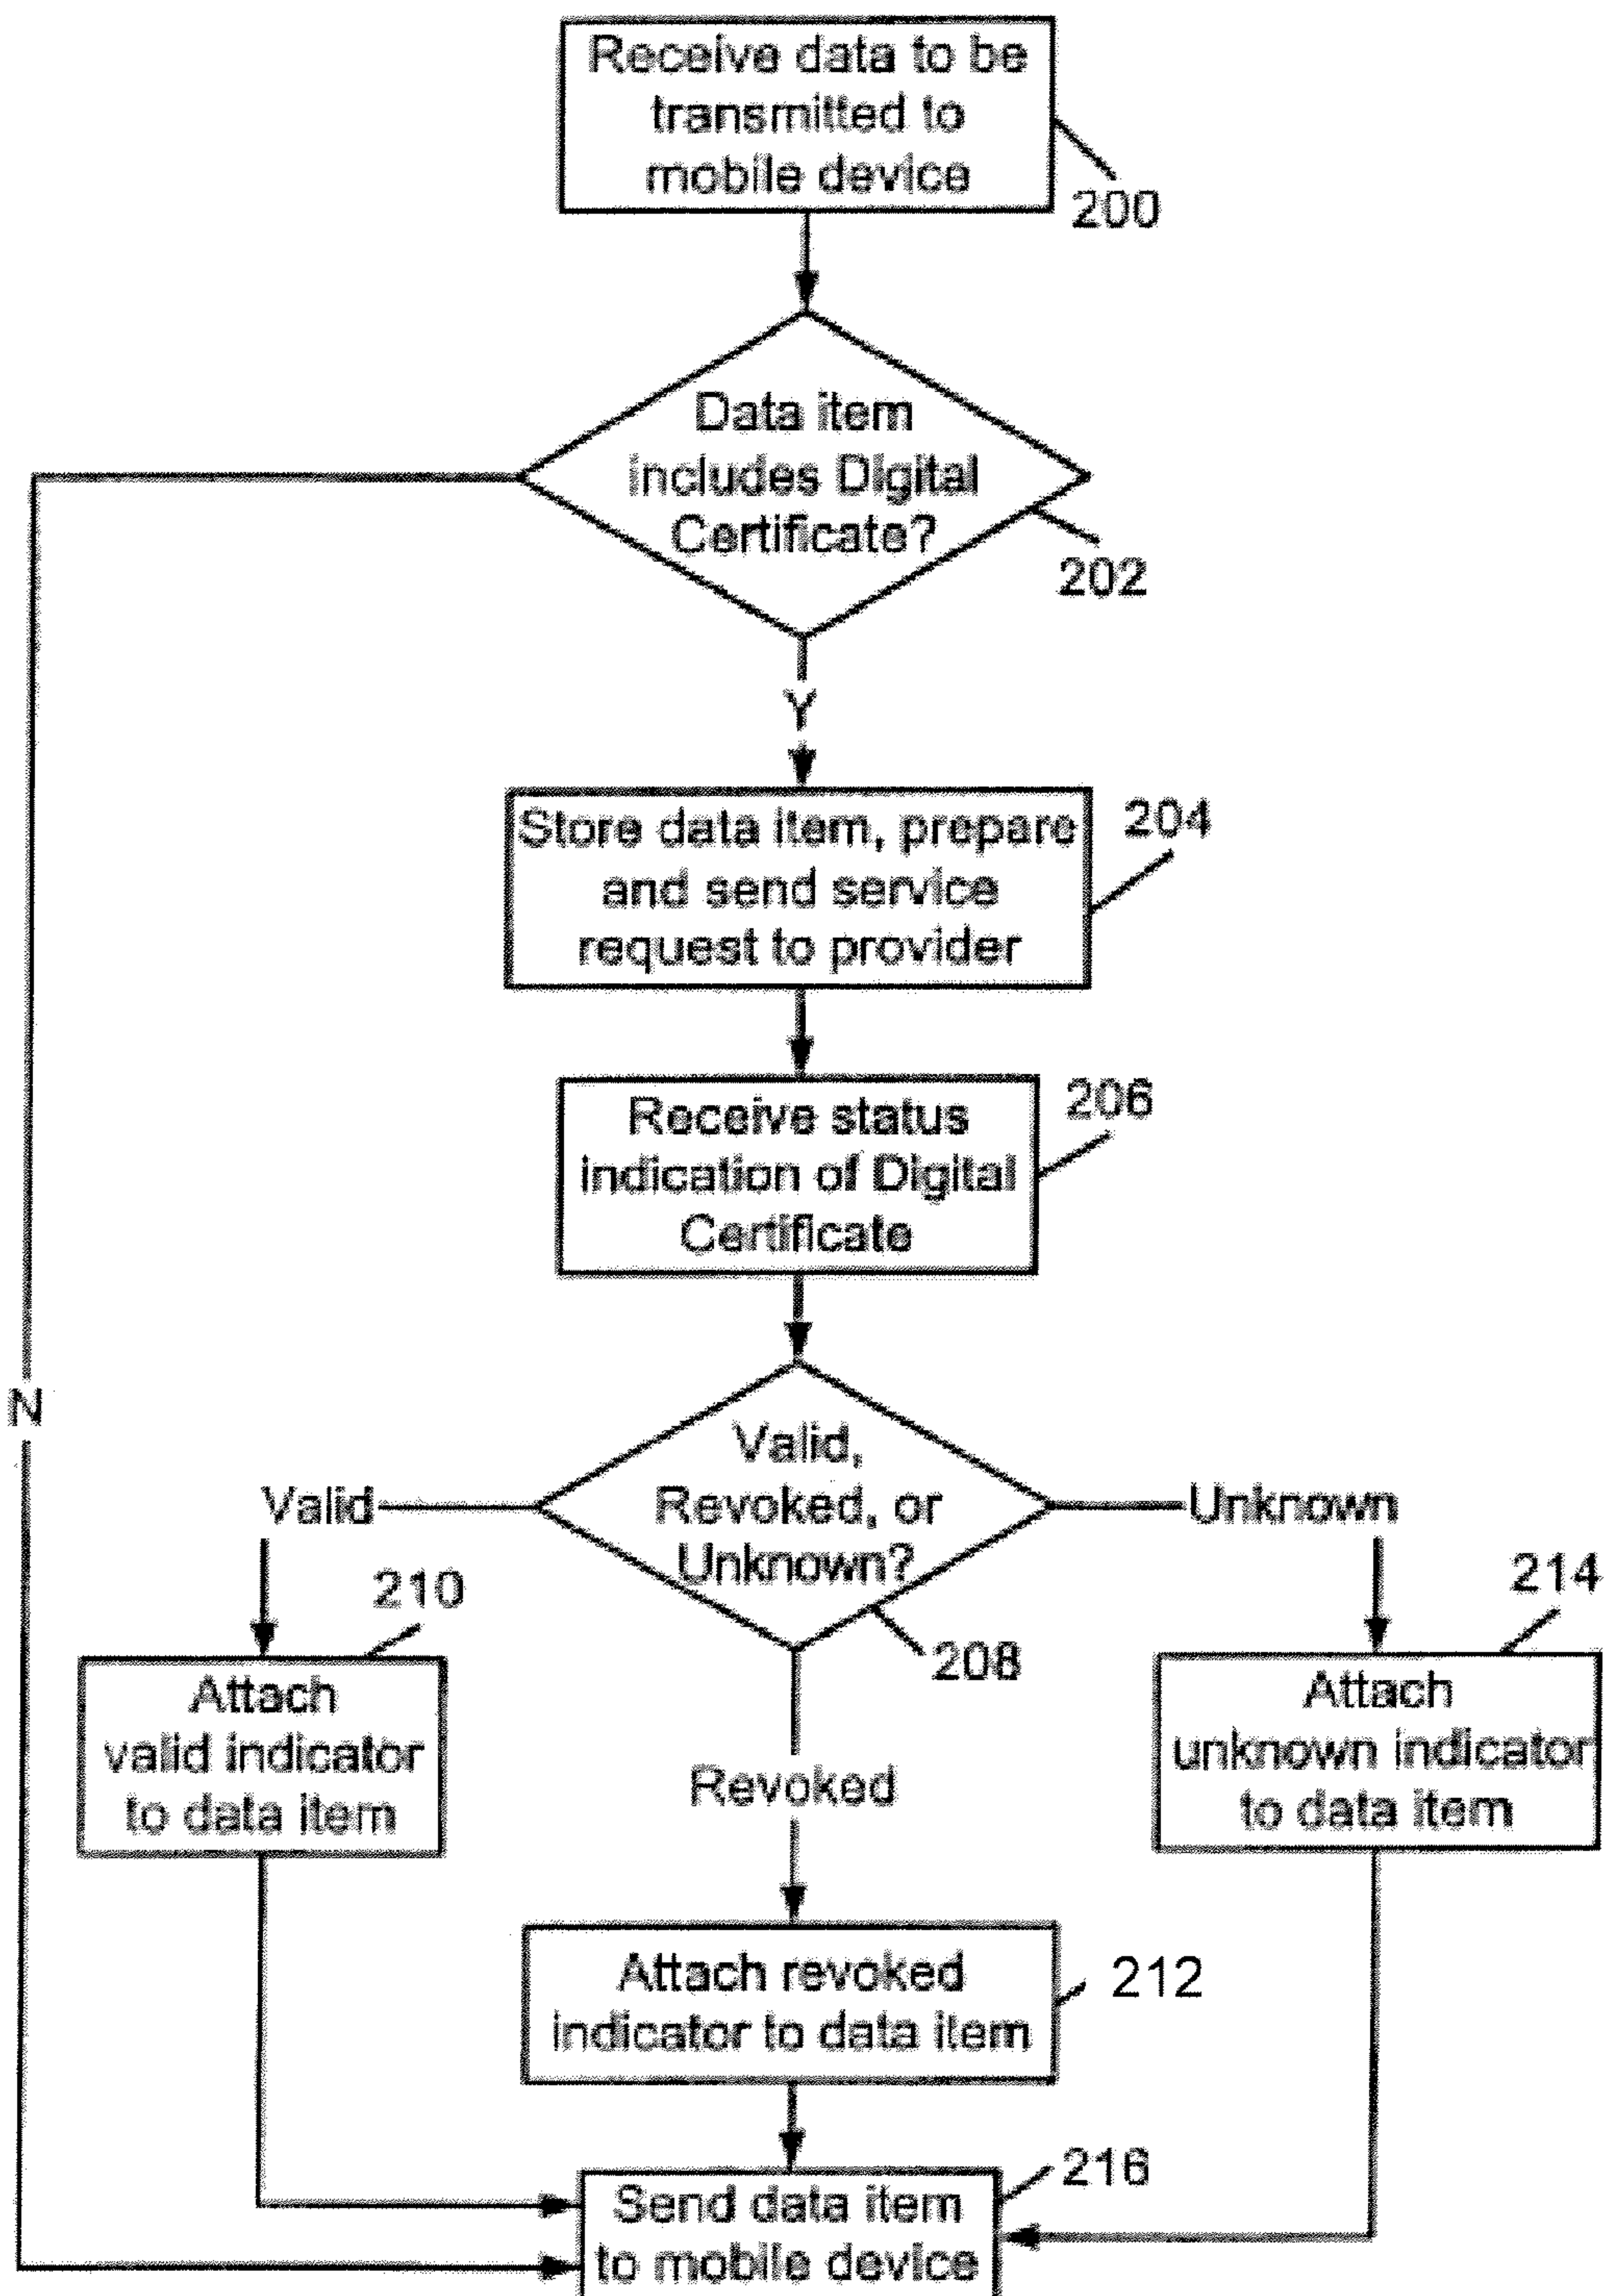 Receive data to be
transmitted to
mobile device
200
Data item
includes Digital
Certificate?
202
Y
Store data item, prepare
and send service
request to provider
204
Receive status
indication of Digital
Certificate
206
N
Valid,
Revoked, or
Unknown?
208
Valid
Unknown
210
214
Attach
valid indicator
to data item
Attach
unknown indicator
to data item
Revoked
Attach revoked
indicator to data item
212
Send data item
to mobile device
216